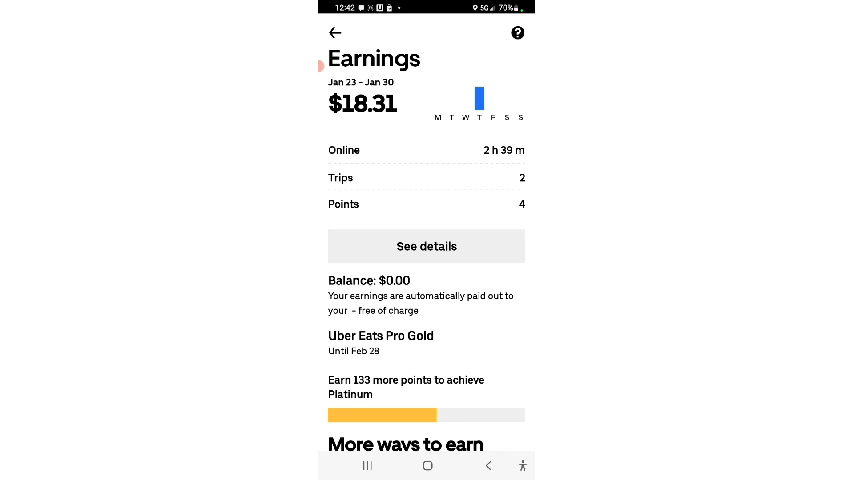 12:42 5G 70%
Earnings
Jan 23 - Jan 30
$18.31
M T W T F S S
Online 2 h 39 m
Trips 2
Points 4
See details
Balance: $0.00
Your earnings are automatically paid out to
your - free of charge
Uber Eats Pro Gold
Until Feb 28
Earn 133 more points to achieve
Platinum
More ways to earn